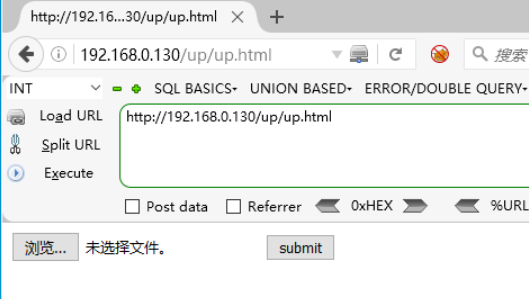 http://192.16...30/up/up.html
192.168.0.130/up/up.html
搜索
INT
SQL BASICS
UNION BASED
ERROR/DOUBLE QUERY
Load URL
http://192.168.0.130/up/up.html
Split URL
Execute
Post data
Referrer
0xHEX
%URL
浏览...
未选择文件。
submit